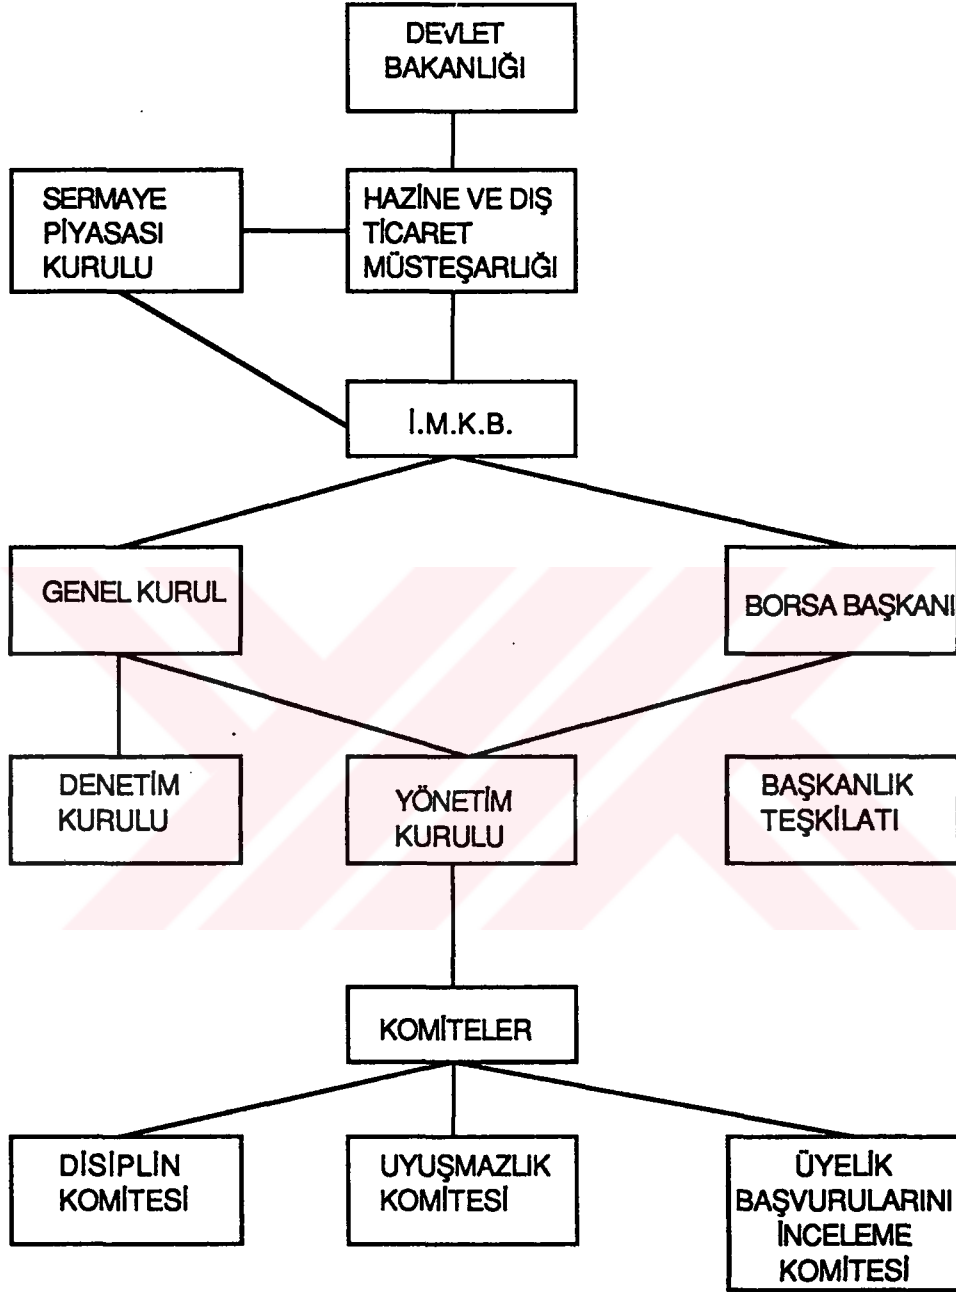 DEVLET
BAKANLIĞI
SERMAYE
PİYASASI
KURULU
HAZİNE VE DIŞ
TİCARET
MÜSTEŞARLIĞI
İ.M.K.B.
GENEL KURUL
BORSA BAŞKANI
DENETİM
KURULU
YÖNETİM
KURULU
BAŞKANLIK
TEŞKİLATI
KOMİTELER
DİSİPLİN
KOMİTESİ
UYUŞMAZLIK
KOMİTESİ
ÜYELİK
BAŞVURULARINI
İNCELEME
KOMİTESİ